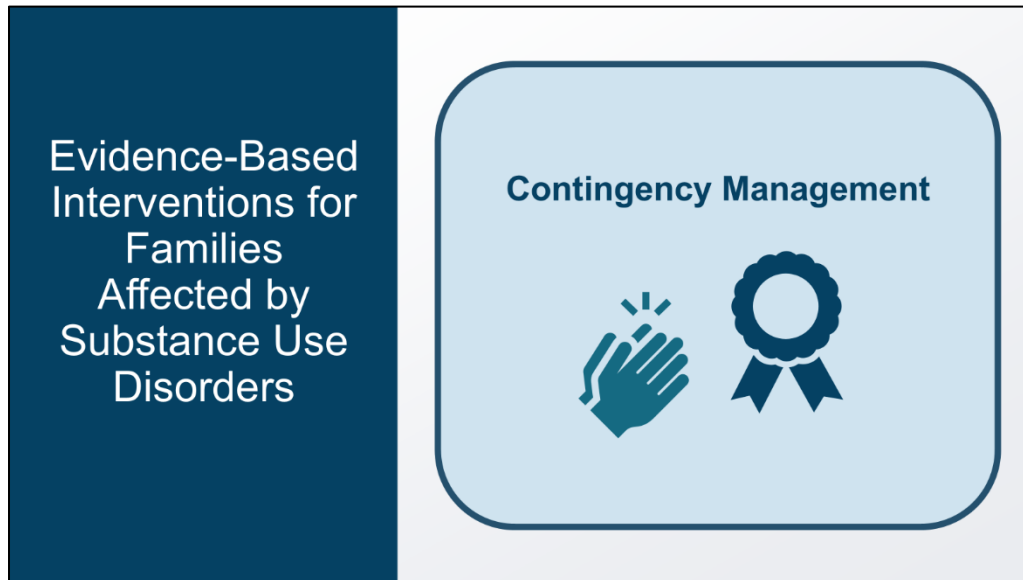 Evidence-Based
Interventions for
Families
Affected by
Substance Use
Disorders
Contingency Management